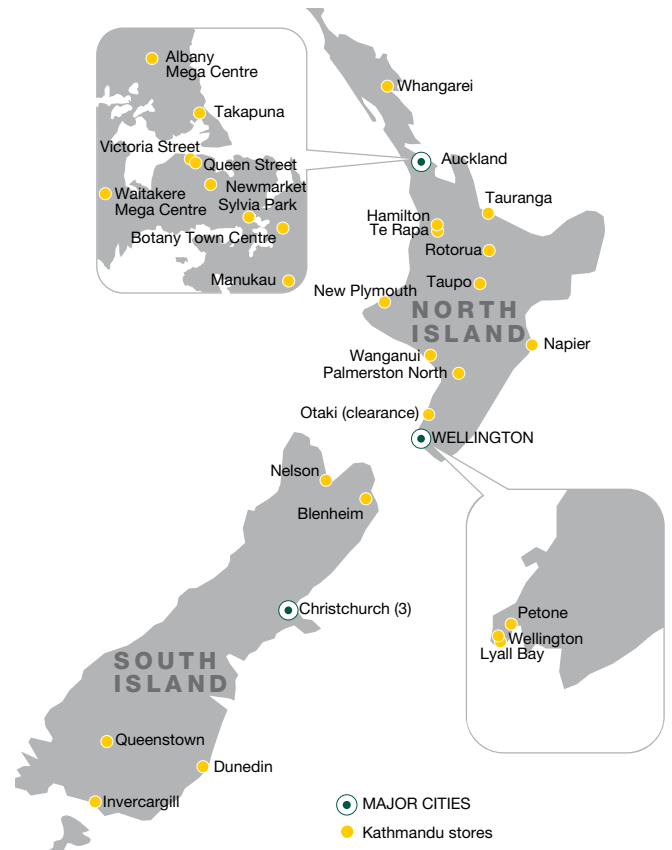 Albany
Mega Centre
Takapuna
Victoria Street
Queen Street
Newmarket
Waitakere
Mega Centre
Sylvia Park
Botany Town Centre
Manukau
Whangarei
Auckland
Tauranga
Hamilton
Te Rapa
Rotorua
Taupo
New Plymouth
NORTH
ISLAND
Napier
Wanganui
Palmerston North
Otaki (clearance)
WELLINGTON
Nelson
Blenheim
Christchurch (3)
Petone
Wellington
Lyall Bay
SOUTH
ISLAND
Queenstown
Dunedin
Invercargill
MAJOR CITIES
Kathmandu stores